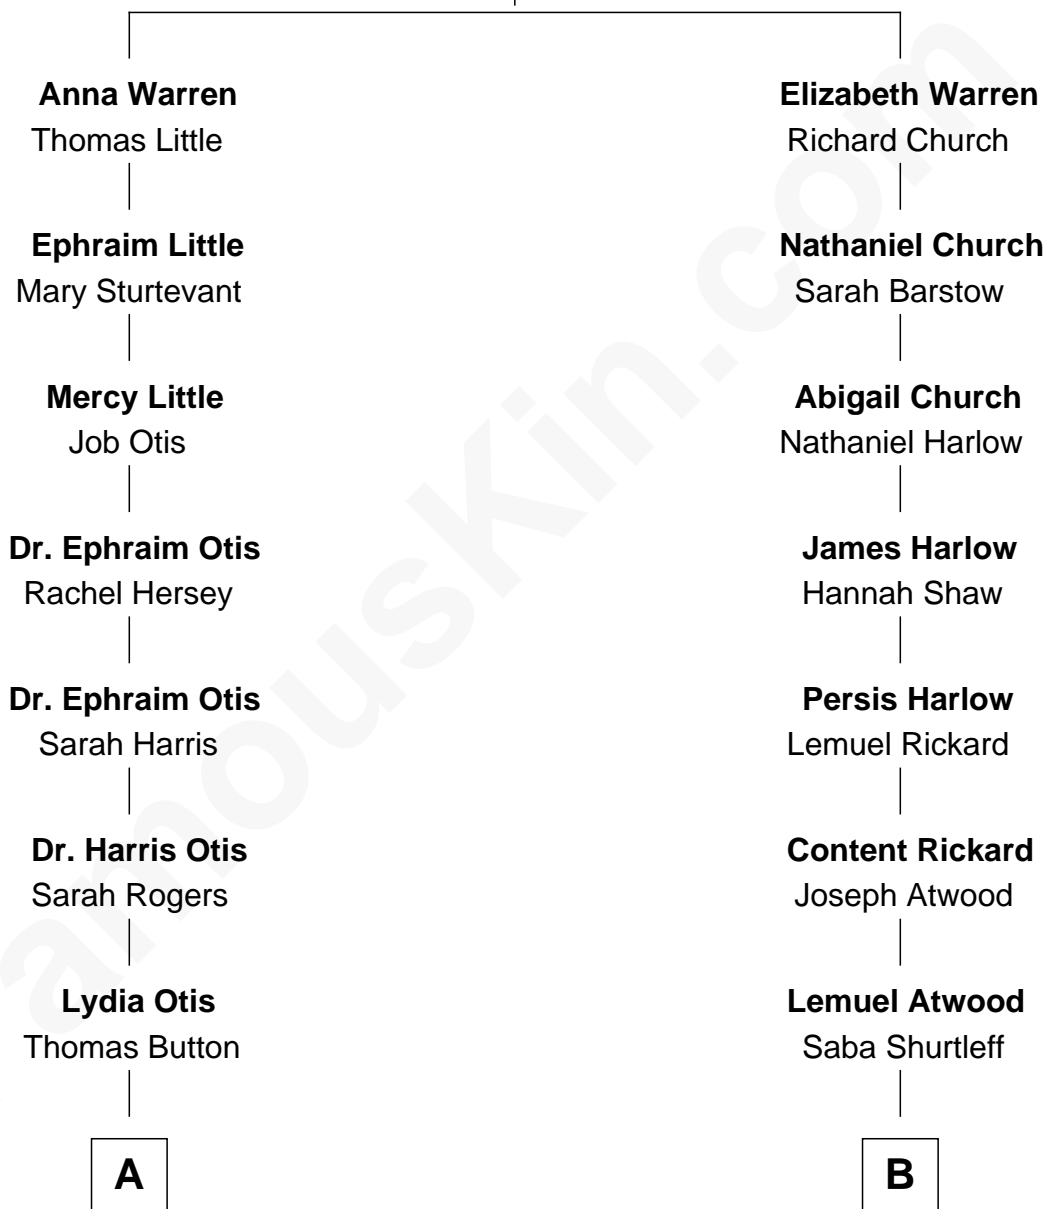 Anna Warren
Thomas Little
Ephraim Little
Mary Sturtevant
Mercy Little
Job Otis
Dr. Ephraim Otis
Rachel Hersey
Dr. Ephraim Otis
Sarah Harris
Dr. Harris Otis
Sarah Rogers
Lydia Otis
Thomas Button
A
Elizabeth Warren
Richard Church
Nathaniel Church
Sarah Barstow
Abigail Church
Nathaniel Harlow
James Harlow
Hannah Shaw
Persis Harlow
Lemuel Rickard
Content Rickard
Joseph Atwood
Lemuel Atwood
Saba Shurtleff
B
amousKin.com